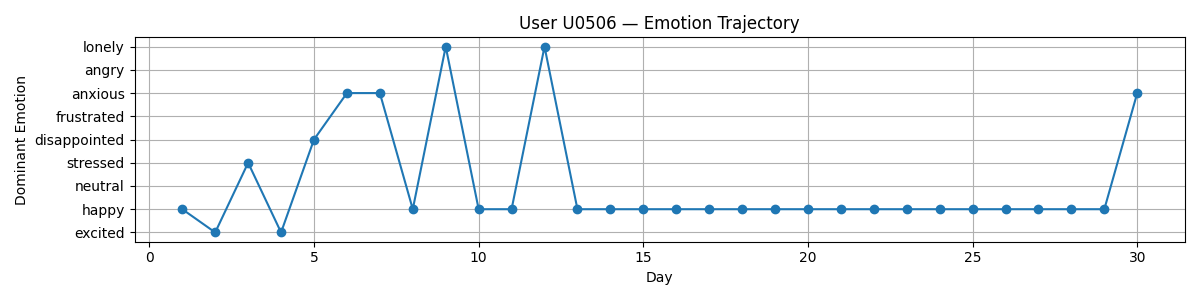 User U0506 — Emotion Trajectory
Dominant Emotion
lonely
angry
anxious
frustrated
disappointed
stressed
neutral
happy
excited
0 5 10 15 20 25 30
Day